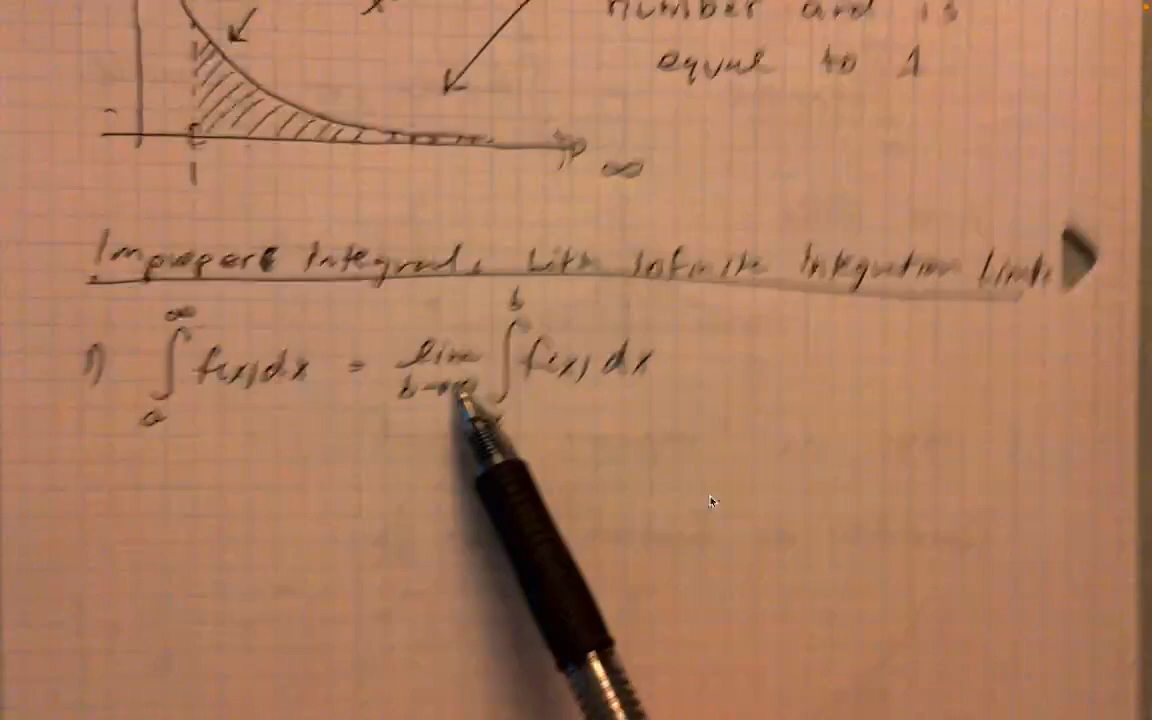 number and is
equal to 1
∞
Improper Integrals with Infinite Integration Limits
1) ∫_a^∞ f(x)dx = lim_{b→∞} ∫^b f(x)dx